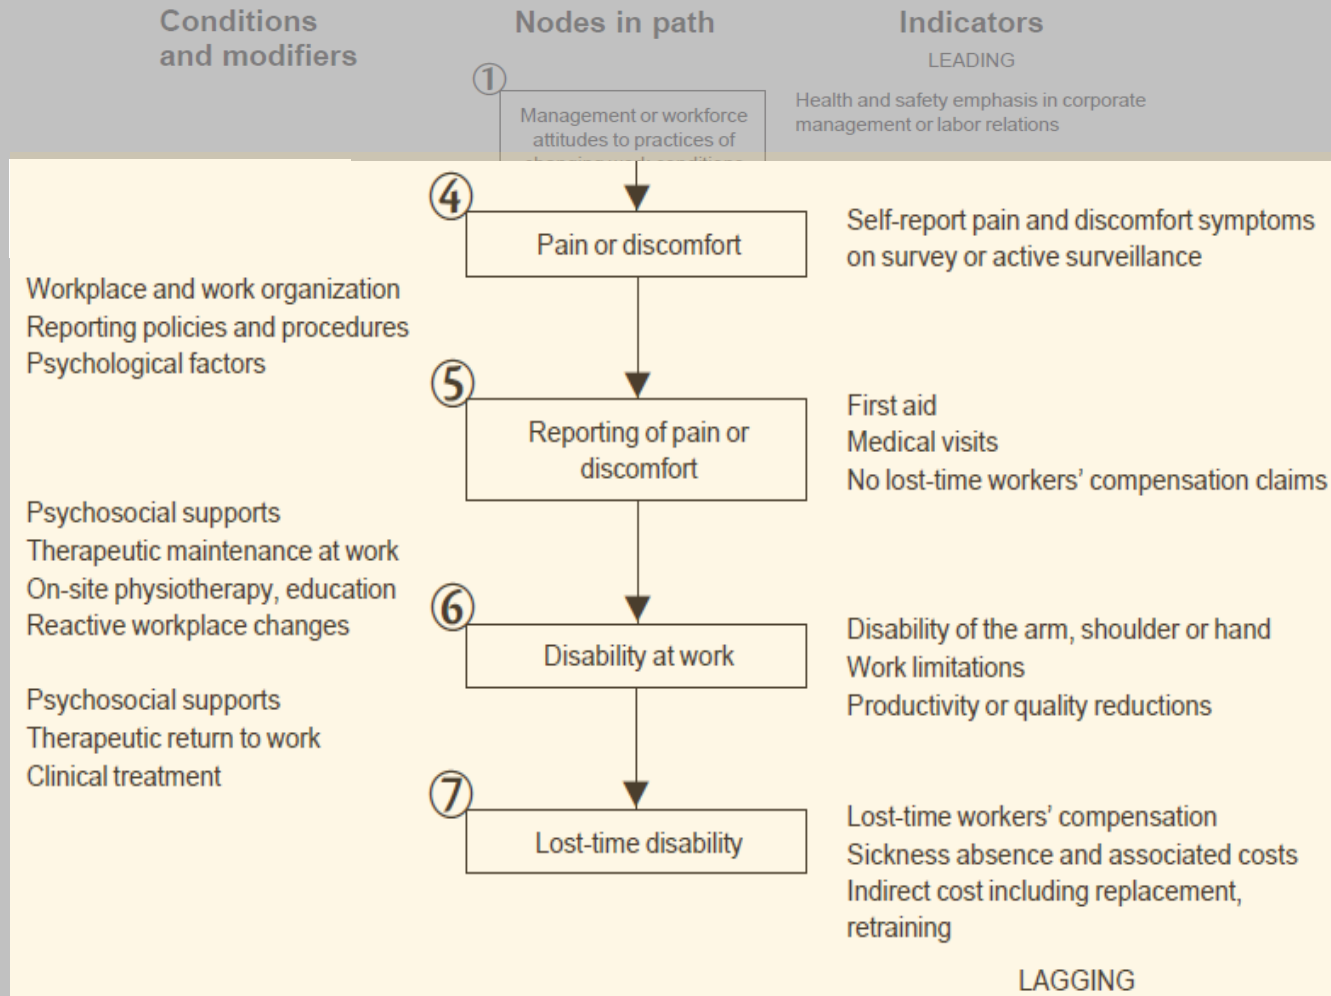 Conditions
and modifiers
Nodes in path
Indicators
LEADING
①
Management or workforce
attitudes to practices of
Health and safety emphasis in corporate
management or labor relations
④
Pain or discomfort
Self-report pain and discomfort symptoms
on survey or active surveillance
Workplace and work organization
Reporting policies and procedures
Psychological factors
⑤
Reporting of pain or
discomfort
First aid
Medical visits
No lost-time workers’ compensation claims
Psychosocial supports
Therapeutic maintenance at work
On-site physiotherapy, education
Reactive workplace changes
⑥
Disability at work
Disability of the arm, shoulder or hand
Work limitations
Productivity or quality reductions
Psychosocial supports
Therapeutic return to work
Clinical treatment
⑦
Lost-time disability
Lost-time workers’ compensation
Sickness absence and associated costs
Indirect cost including replacement,
retraining
LAGGING